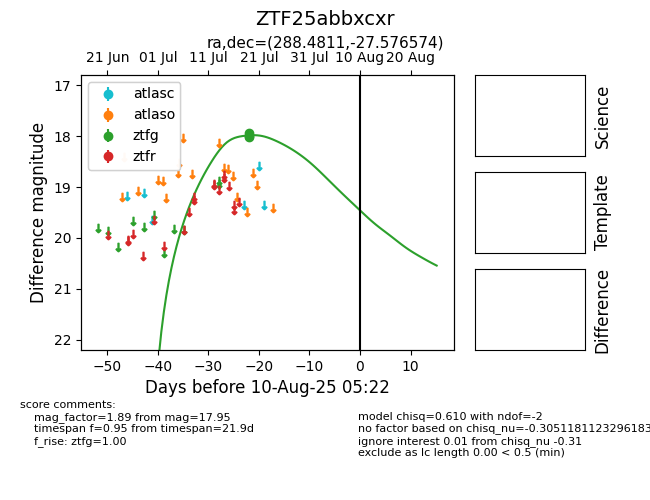 ZTF25abbxcxr
ra,dec=(288.4811,-27.576574)
21 Jun 01 Jul 11 Jul 21 Jul 31 Jul 10 Aug 20 Aug
17
18
19
20
21
22
Difference magnitude
atlasc
atlaso
ztfg
ztfr
−50 −40 −30 −20 −10 0 10
Days before 10-Aug-25 05:22
Science
Template
Difference
score comments:
mag_factor=1.89 from mag=17.95
timespan f=0.95 from timespan=21.9d
f_rise: ztfg=1.00
model chisq=0.610 with ndof=-2
no factor based on chisq_nu=-0.3051181123296183
ignore interest 0.01 from chisq_nu -0.31
exclude as lc length 0.00 < 0.5 (min)